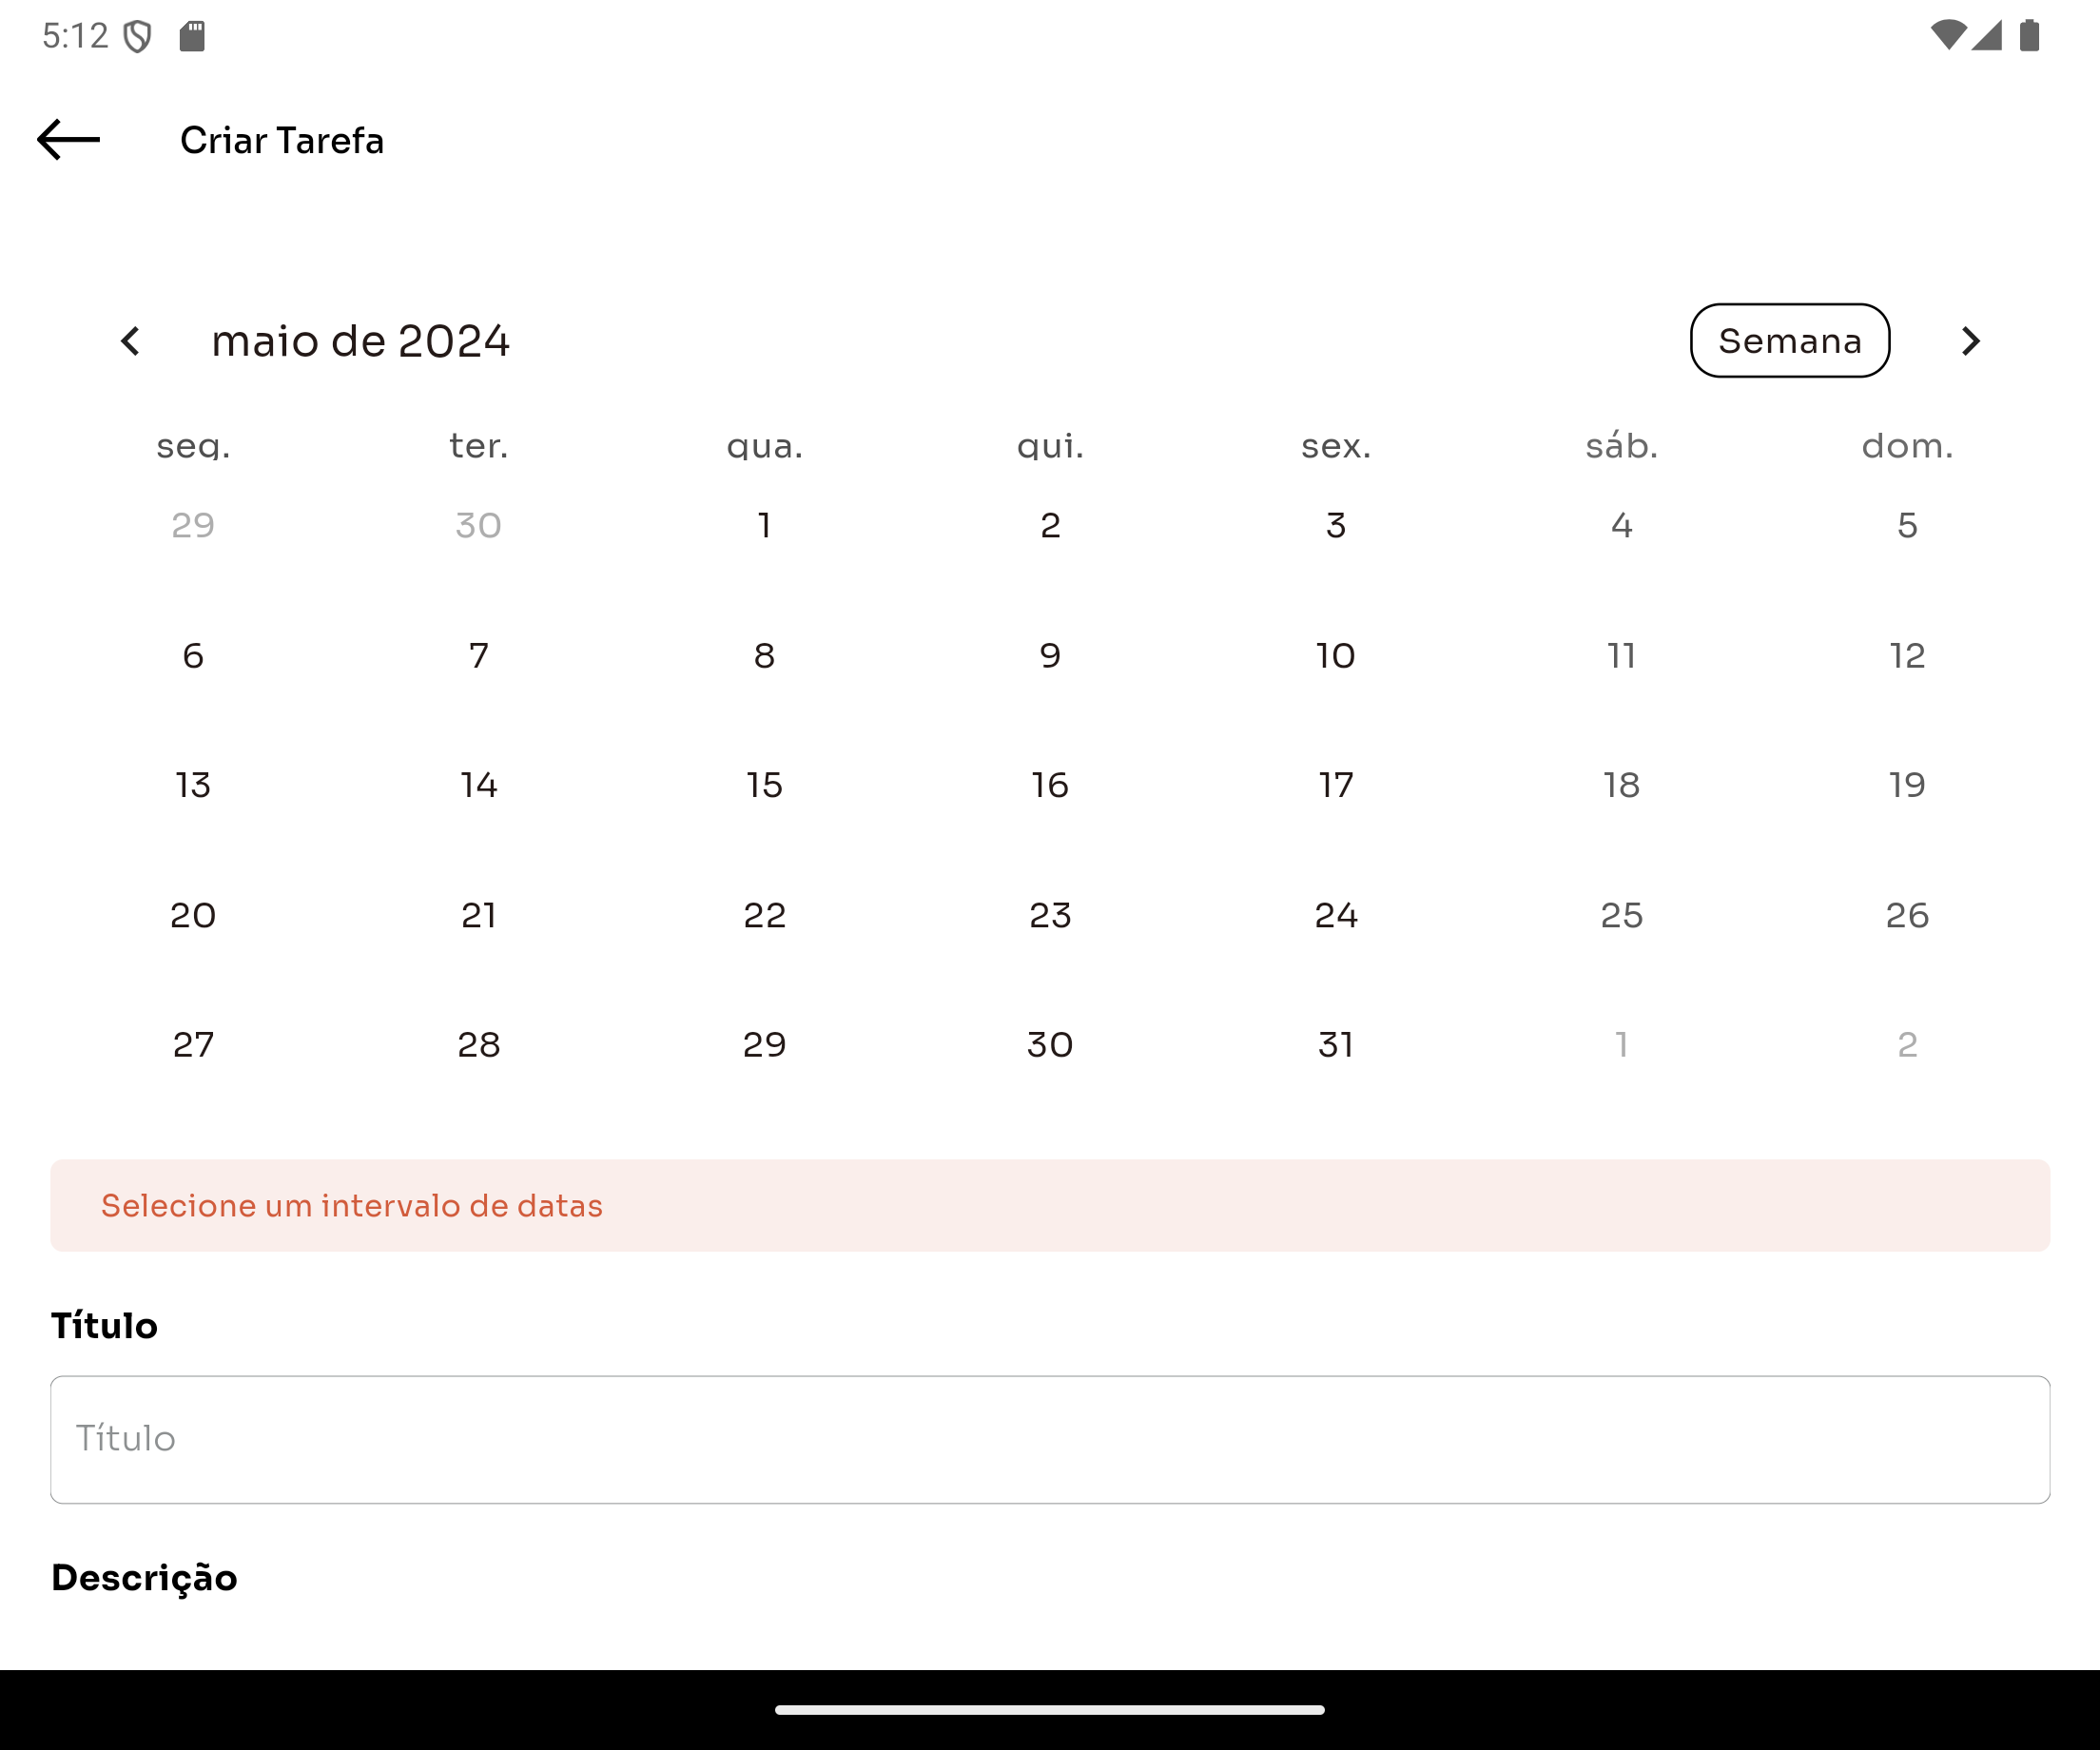 5:12
Criar Tarefa
maio de 2024 Semana
seg. ter. qua. qui. sex. sáb. dom.
29 30 1 2 3 4 5
6 7 8 9 10 11 12
13 14 15 16 17 18 19
20 21 22 23 24 25 26
27 28 29 30 31 1 2
Selecione um intervalo de datas
Título
Título
Descrição